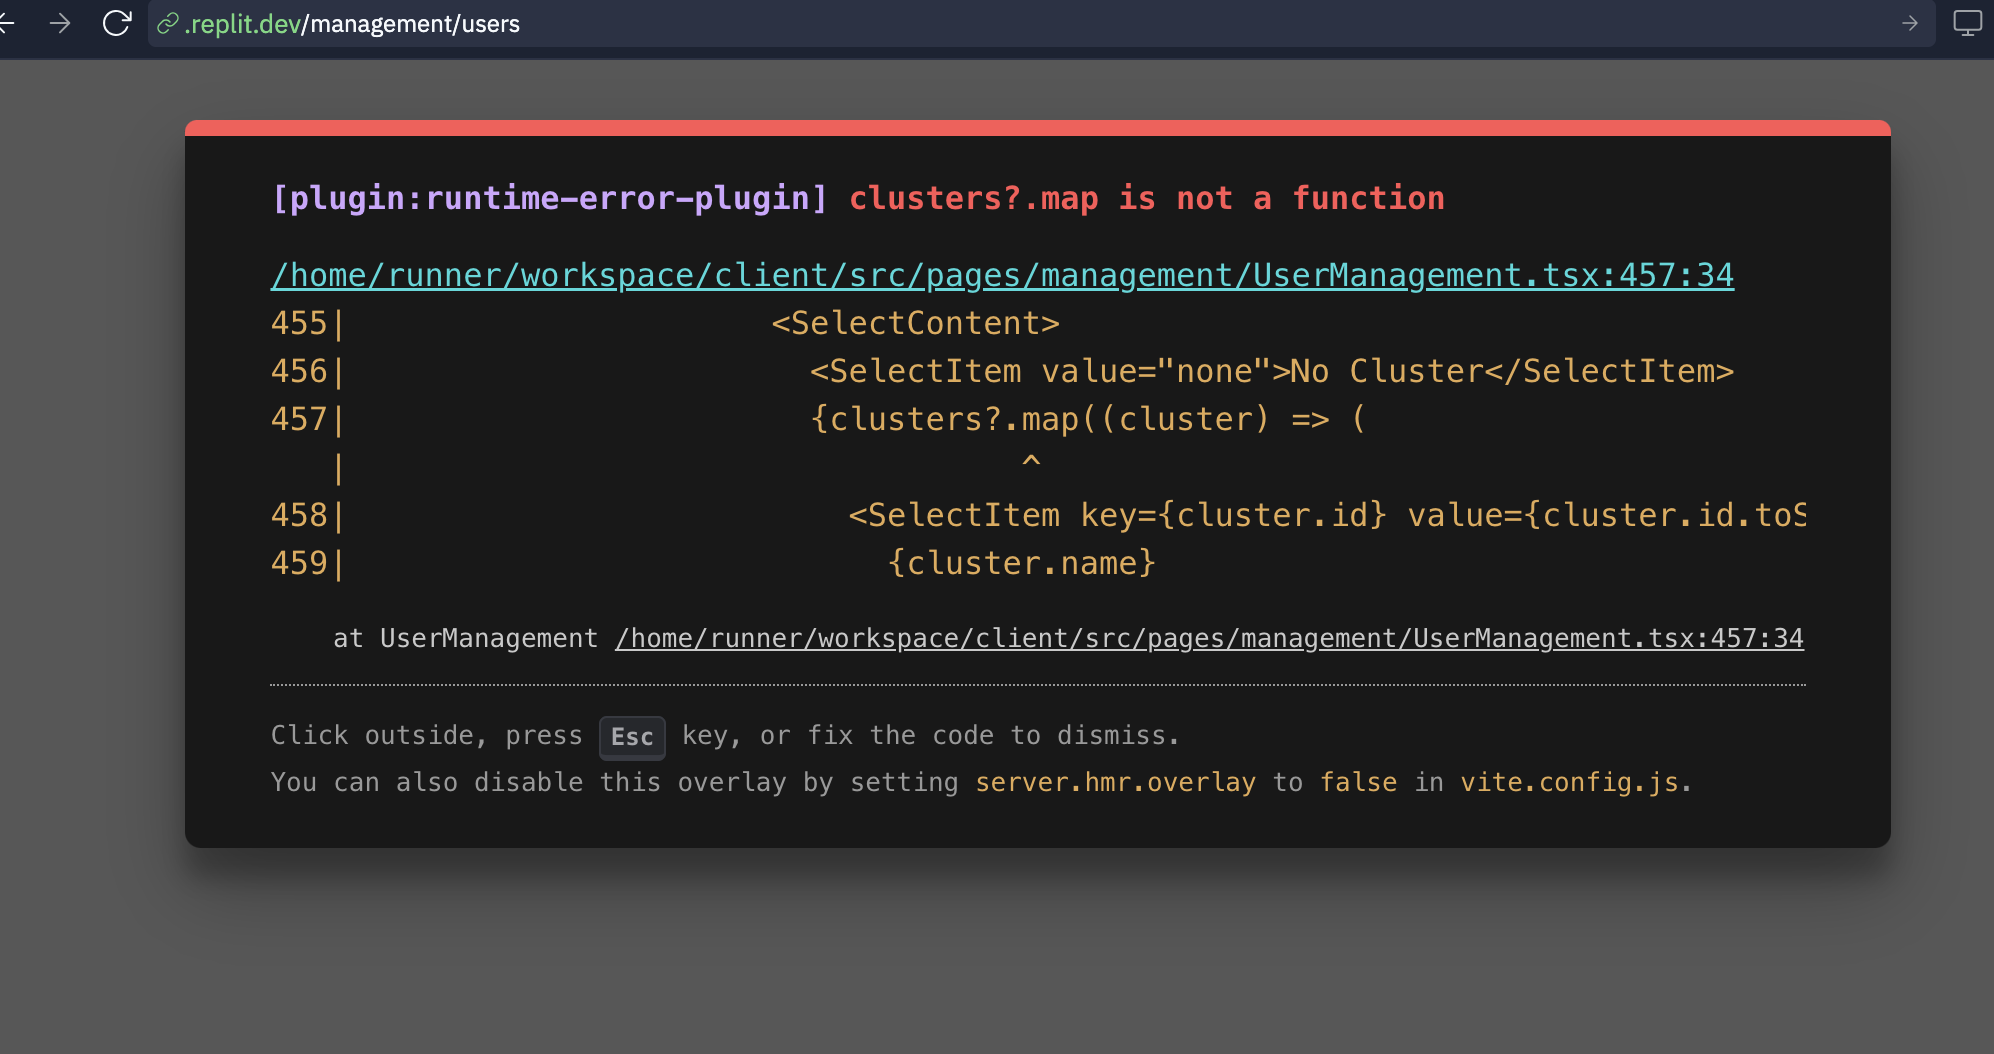 .replit.dev/management/users
[plugin:runtime-error-plugin] clusters?.map is not a function
/home/runner/workspace/client/src/pages/management/UserManagement.tsx:457:34
455|                      <SelectContent>
456|                        <SelectItem value="none">No Cluster</SelectItem>
457|                        {clusters?.map((cluster) => (
   |                                   ^
458|                          <SelectItem key={cluster.id} value={cluster.id.toS
459|                            {cluster.name}
at UserManagement /home/runner/workspace/client/src/pages/management/UserManagement.tsx:457:34
Click outside, press Esc key, or fix the code to dismiss.
You can also disable this overlay by setting server.hmr.overlay to false in vite.config.js.